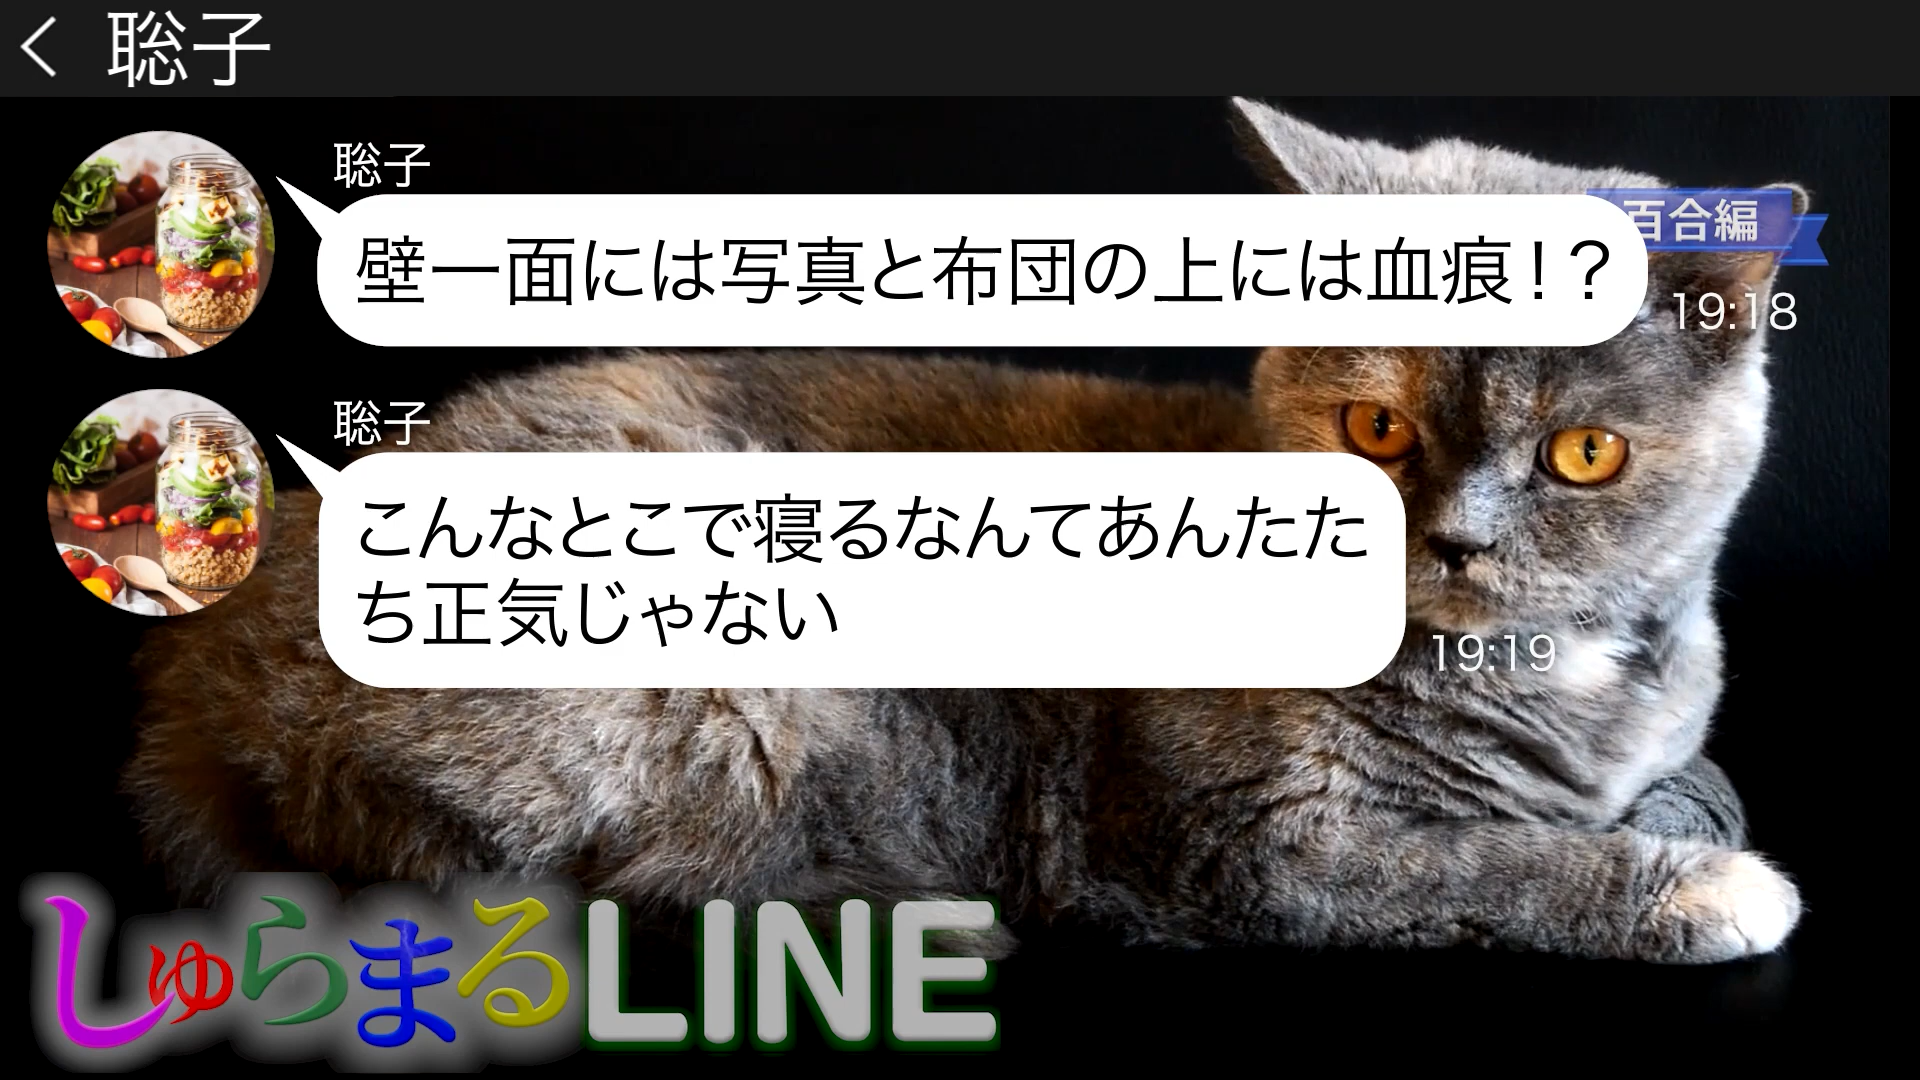 聡子
聡子
壁一面には写真と布団の上には血痕！？
百合編
19:18
聡子
こんなとこで寝るなんてあんたた
ち正気じゃない
19:19
しゅらまるLINE